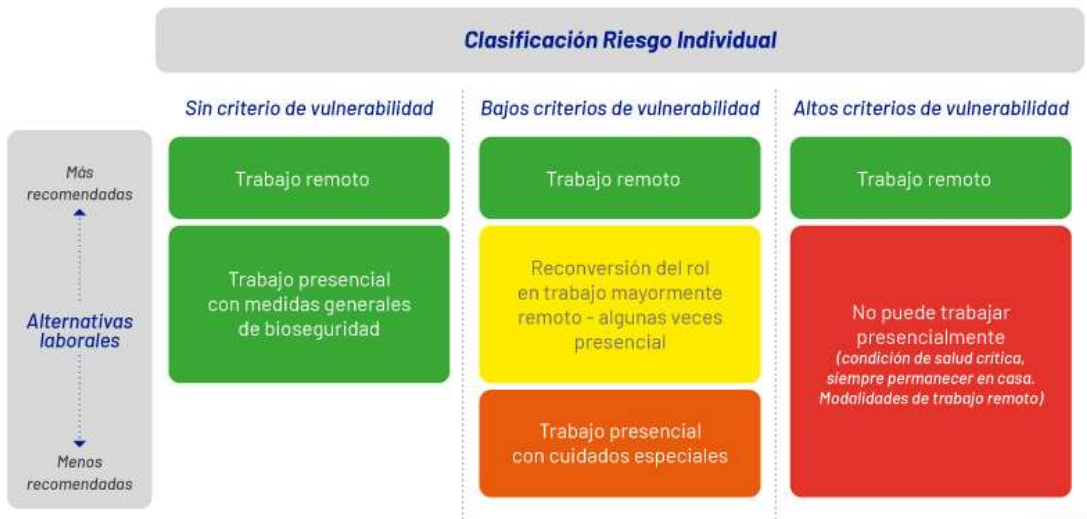 Clasificación Riesgo Individual
Sin criterio de vulnerabilidad
Bajos criterios de vulnerabilidad
Altos criterios de vulnerabilidad
Más
recomendadas
Alternativas
laborales
Menos
recomendadas
Trabajo remoto
Trabajo presencial
con medidas generales
de bioseguridad
Trabajo remoto
Reconversión del rol
en trabajo mayormente
remoto - algunas veces
presencial
Trabajo presencial
con cuidados especiales
Trabajo remoto
No puede trabajar
presencialmente
(condición de salud crítica,
siempre permanecer en casa.
Modalidades de trabajo remoto)